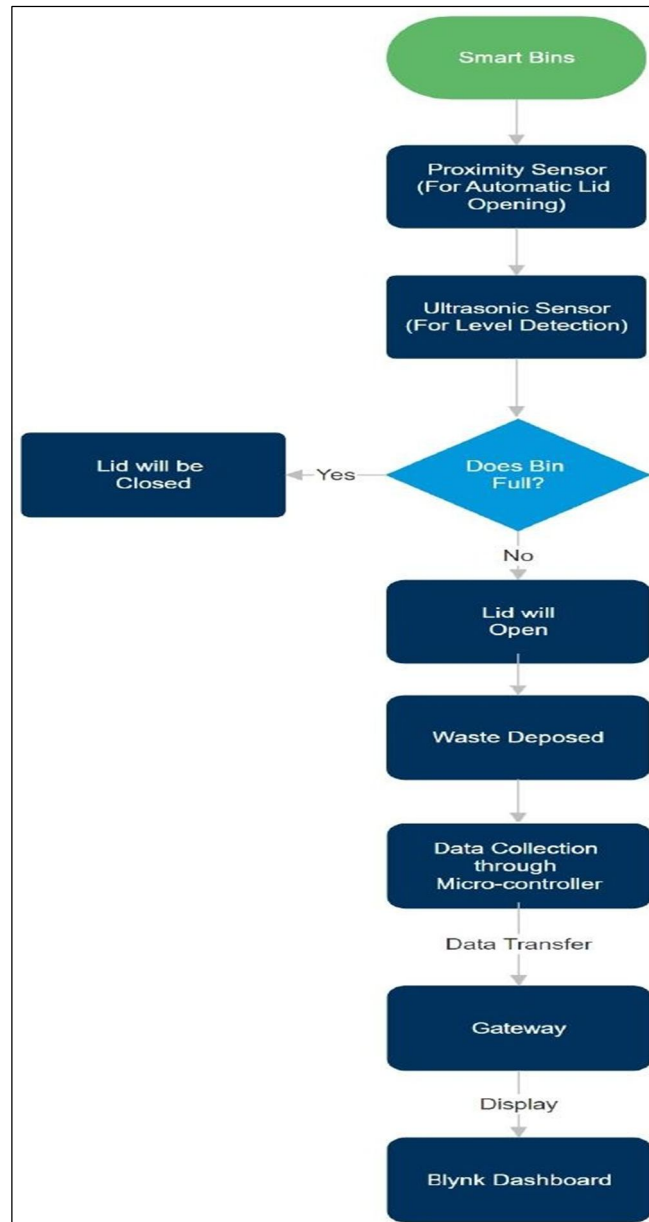 Smart Bins
Proximity Sensor
(For Automatic Lid
Opening)
Ultrasonic Sensor
(For Level Detection)
Does Bin
Full?
Yes
Lid will be
Closed
No
Lid will
Open
Waste Deposed
Data Collection
through
Micro-controller
Data Transfer
Gateway
Display
Blynk Dashboard